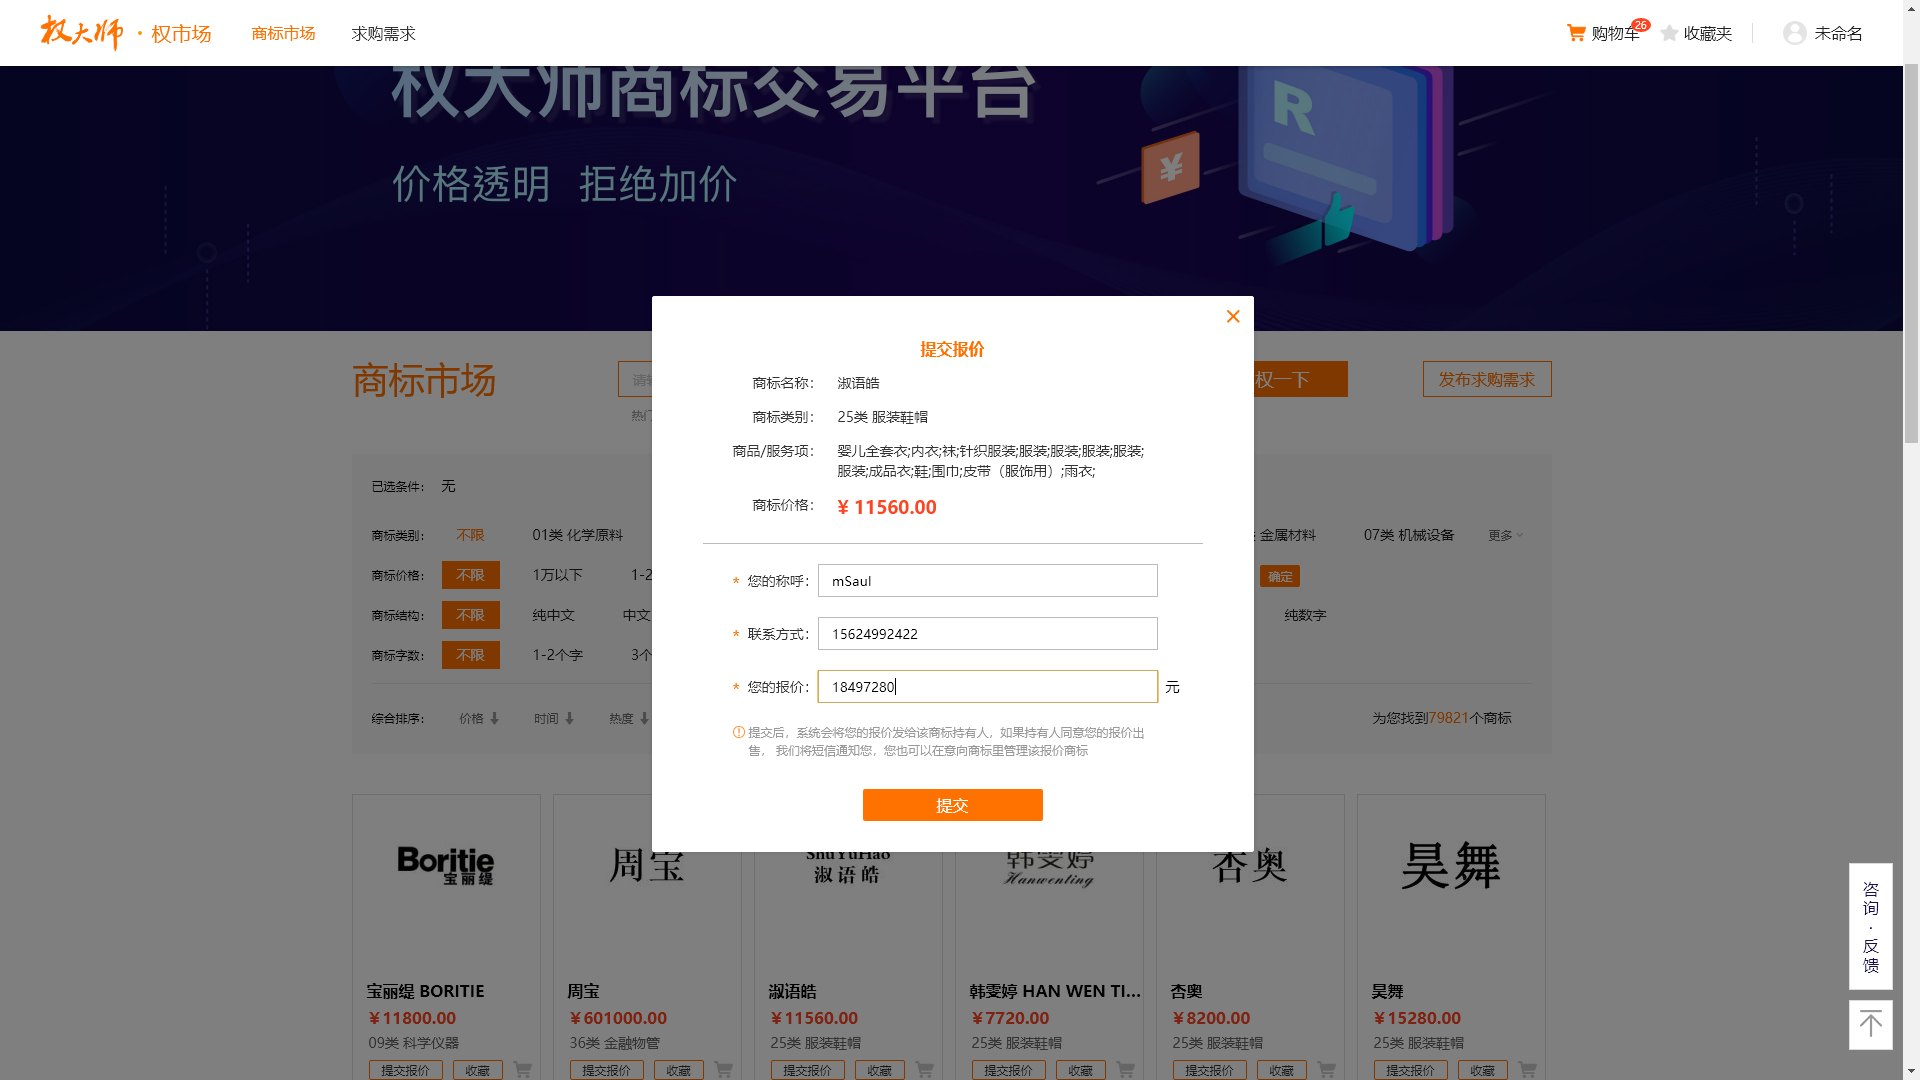 权大师 · 权市场 商标市场 求购需求 购物车 26 收藏夹 未命名
权大师商标交易平台
价格透明 拒绝加价
R
¥
提交报价
商标名称： 淑语皓
商标类别： 25类 服装鞋帽
商品/服务项： 婴儿全套衣;内衣;袜;针织服装;服装;服装;服装;服装;
服装;成品衣;鞋;围巾;皮带（服饰用）;雨衣;
商标价格： ¥ 11560.00
* 您的称呼： mSaul
* 联系方式： 15624992422
* 您的报价： 18497280 元
提交后，系统会将您的报价发给该商标持有人，如果持有人同意您的报价出
售， 我们将短信通知您，您也可以在意向商标里管理该报价商标
提交
商标市场 权一下 发布求购需求
热门
已选条件： 无
商标类别： 不限 01类 化学原料 金属材料 07类 机械设备 更多
商标价格： 不限 1万以下 1-2 确定
商标结构： 不限 纯中文 中文 纯数字
商标字数： 不限 1-2个字 3个
综合排序： 价格 时间 热度 为您找到79821个商标
Boritie
宝丽缇
周宝
ShuYuHao
淑语皓
韩雯婷
Hanwenting
杏奥
昊舞
宝丽缇 BORITIE 周宝 淑语皓 韩雯婷 HAN WEN TI... 杏奥 昊舞
¥11800.00 ¥601000.00 ¥11560.00 ¥7720.00 ¥8200.00 ¥15280.00
09类 科学仪器 36类 金融物管 25类 服装鞋帽 25类 服装鞋帽 25类 服装鞋帽 25类 服装鞋帽
提交报价 收藏 提交报价 收藏 提交报价 收藏 提交报价 收藏 提交报价 收藏 提交报价 收藏
咨
询
·
反
馈